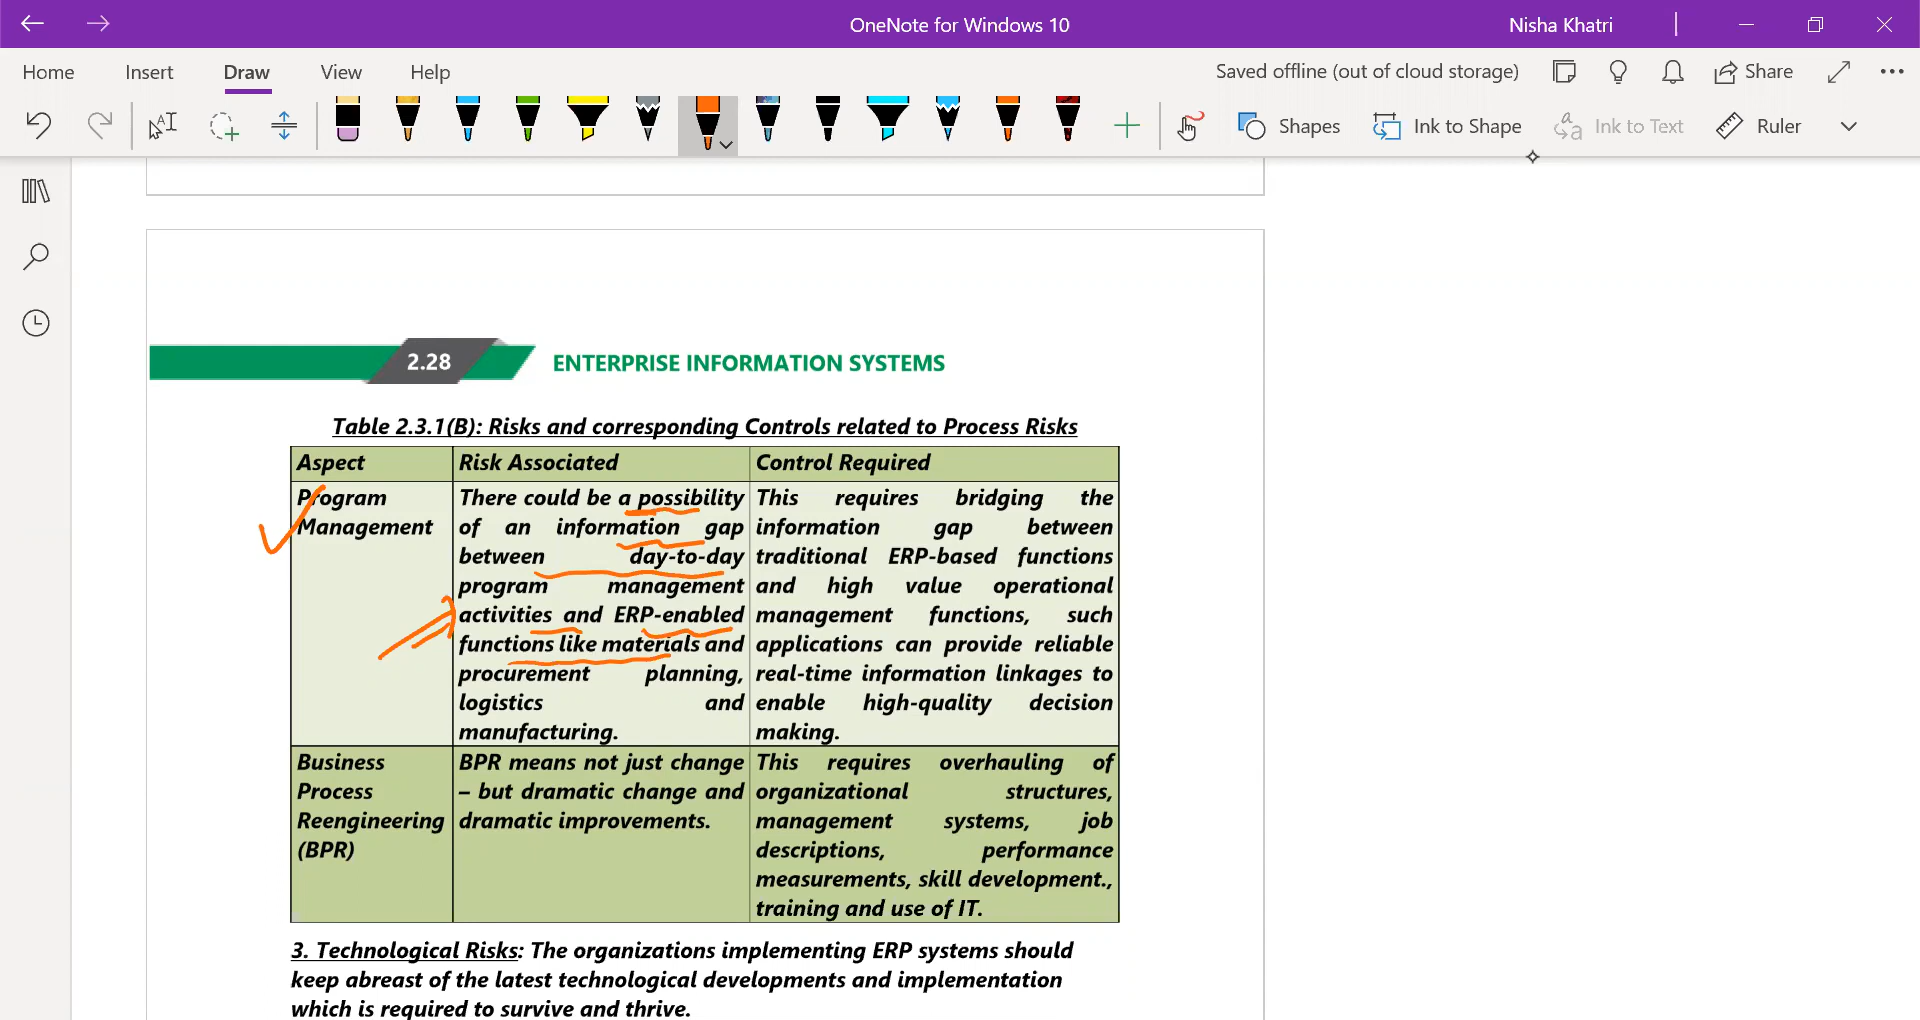 OneNote for Windows 10
Nisha Khatri
Home Insert Draw View Help
Saved offline (out of cloud storage)
Share
Shapes
Ink to Shape
Ink to Text
Ruler
2.28
ENTERPRISE INFORMATION SYSTEMS
Table 2.3.1(B): Risks and corresponding Controls related to Process Risks
Aspect
Risk Associated
Control Required
Program
Management
There could be a possibility
of an information gap
between day-to-day
program management
activities and ERP-enabled
functions like materials and
procurement planning,
logistics and
manufacturing.
This requires bridging the
information gap between
traditional ERP-based functions
and high value operational
management functions, such
applications can provide reliable
real-time information linkages to
enable high-quality decision
making.
Business
Process
Reengineering
(BPR)
BPR means not just change
– but dramatic change and
dramatic improvements.
This requires overhauling of
organizational structures,
management systems, job
descriptions, performance
measurements, skill development.,
training and use of IT.
3. Technological Risks: The organizations implementing ERP systems should
keep abreast of the latest technological developments and implementation
which is required to survive and thrive.